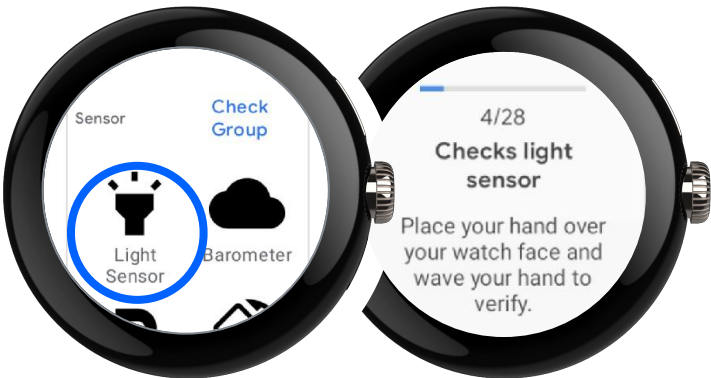 Sensor
Check
Group
Light
Sensor
Barometer
4/28
Checks light
sensor
Place your hand over
your watch face and
wave your hand to
verify.